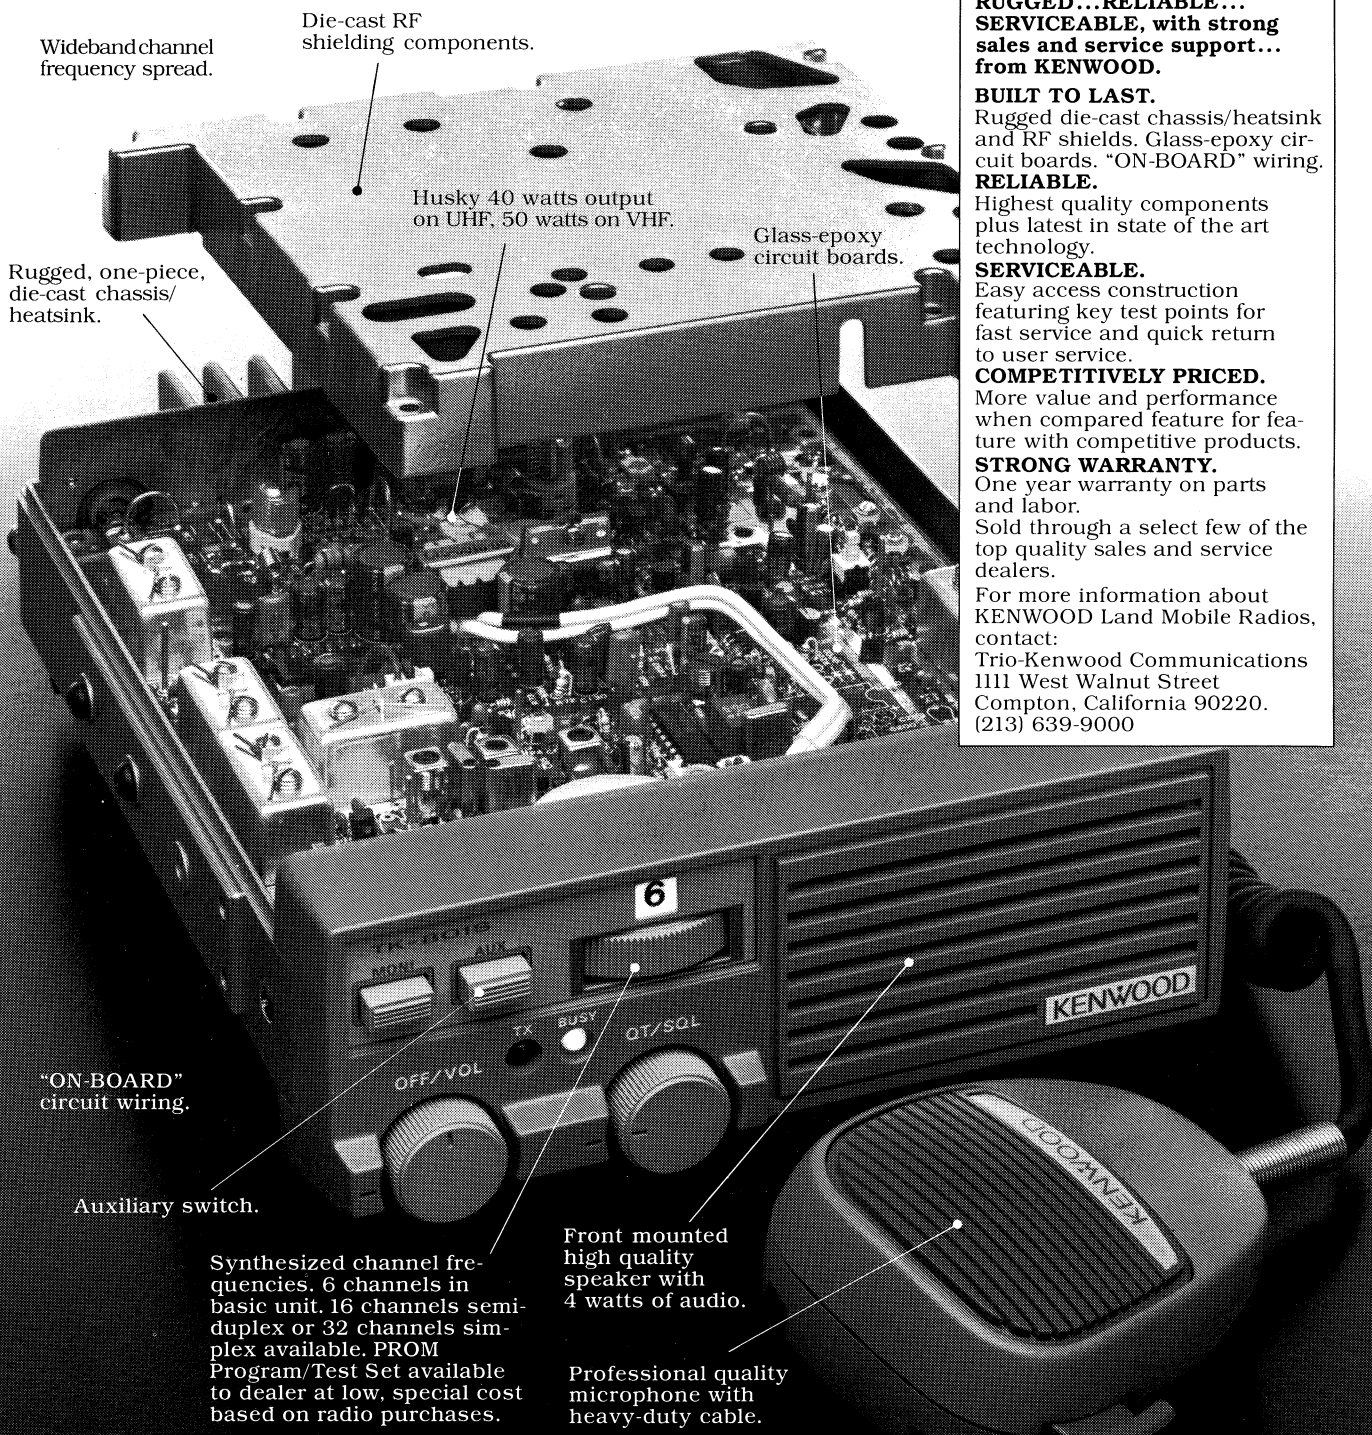 Wideband channel
frequency spread.
Die-cast RF
shielding components.
Husky 40 watts output
on UHF, 50 watts on VHF.
Glass-epoxy
circuit boards.
Rugged, one-piece,
die-cast chassis/
heatsink.
RUGGED...RELIABLE...
SERVICEABLE, with strong
sales and service support...
from KENWOOD.
BUILT TO LAST.
Rugged die-cast chassis/heatsink
and RF shields. Glass-epoxy cir-
cuit boards. “ON-BOARD” wiring.
RELIABLE.
Highest quality components
plus latest in state of the art
technology.
SERVICEABLE.
Easy access construction
featuring key test points for
fast service and quick return
to user service.
COMPETITIVELY PRICED.
More value and performance
when compared feature for fea-
ture with competitive products.
STRONG WARRANTY.
One year warranty on parts
and labor.
Sold through a select few of the
top quality sales and service
dealers.
For more information about
KENWOOD Land Mobile Radios,
contact:
Trio-Kenwood Communications
1111 West Walnut Street
Compton, California 90220.
(213) 639-9000
6
TK-801S
MONI
AUX
TX
BUSY
QT/SQL
OFF/VOL
KENWOOD
KENWOOD
“ON-BOARD”
circuit wiring.
Auxiliary switch.
Synthesized channel fre-
quencies. 6 channels in
basic unit. 16 channels semi-
duplex or 32 channels sim-
plex available. PROM
Program/Test Set available
to dealer at low, special cost
based on radio purchases.
Front mounted
high quality
speaker with
4 watts of audio.
Professional quality
microphone with
heavy-duty cable.